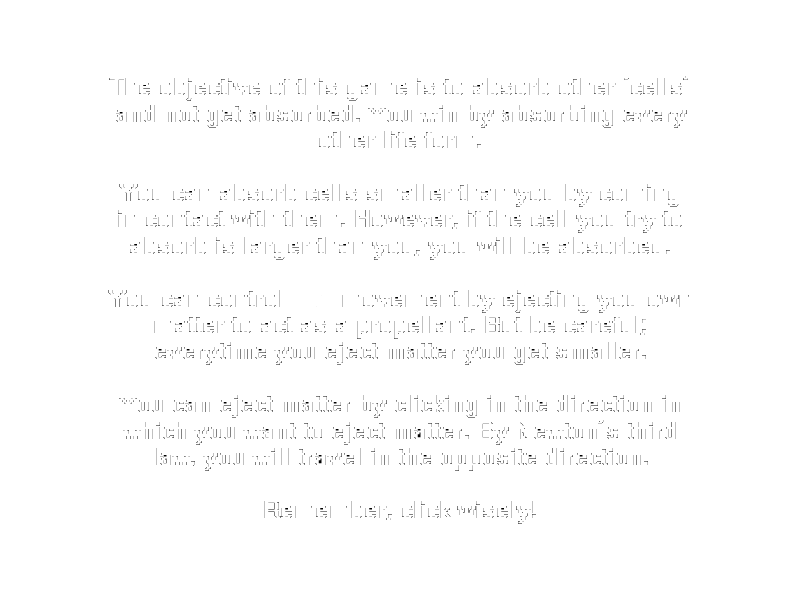 The objective of this game is to absorb other 'cells'
and not get absorbed. You win by absorbing every
other life form.
You can absorb cells smaller than you by coming
in contact with them. However, if the cell you try to
absorb is larger than you, you will be absorbed.
You can control movement by ejecting your own
matter to act as a propellant. But be careful;
everytime you eject matter you get smaller.
You can eject matter by clicking in the direction in
which you want to eject matter. By Newton's third
law, you will travel in the opposite direction.
Remember, click wisely!